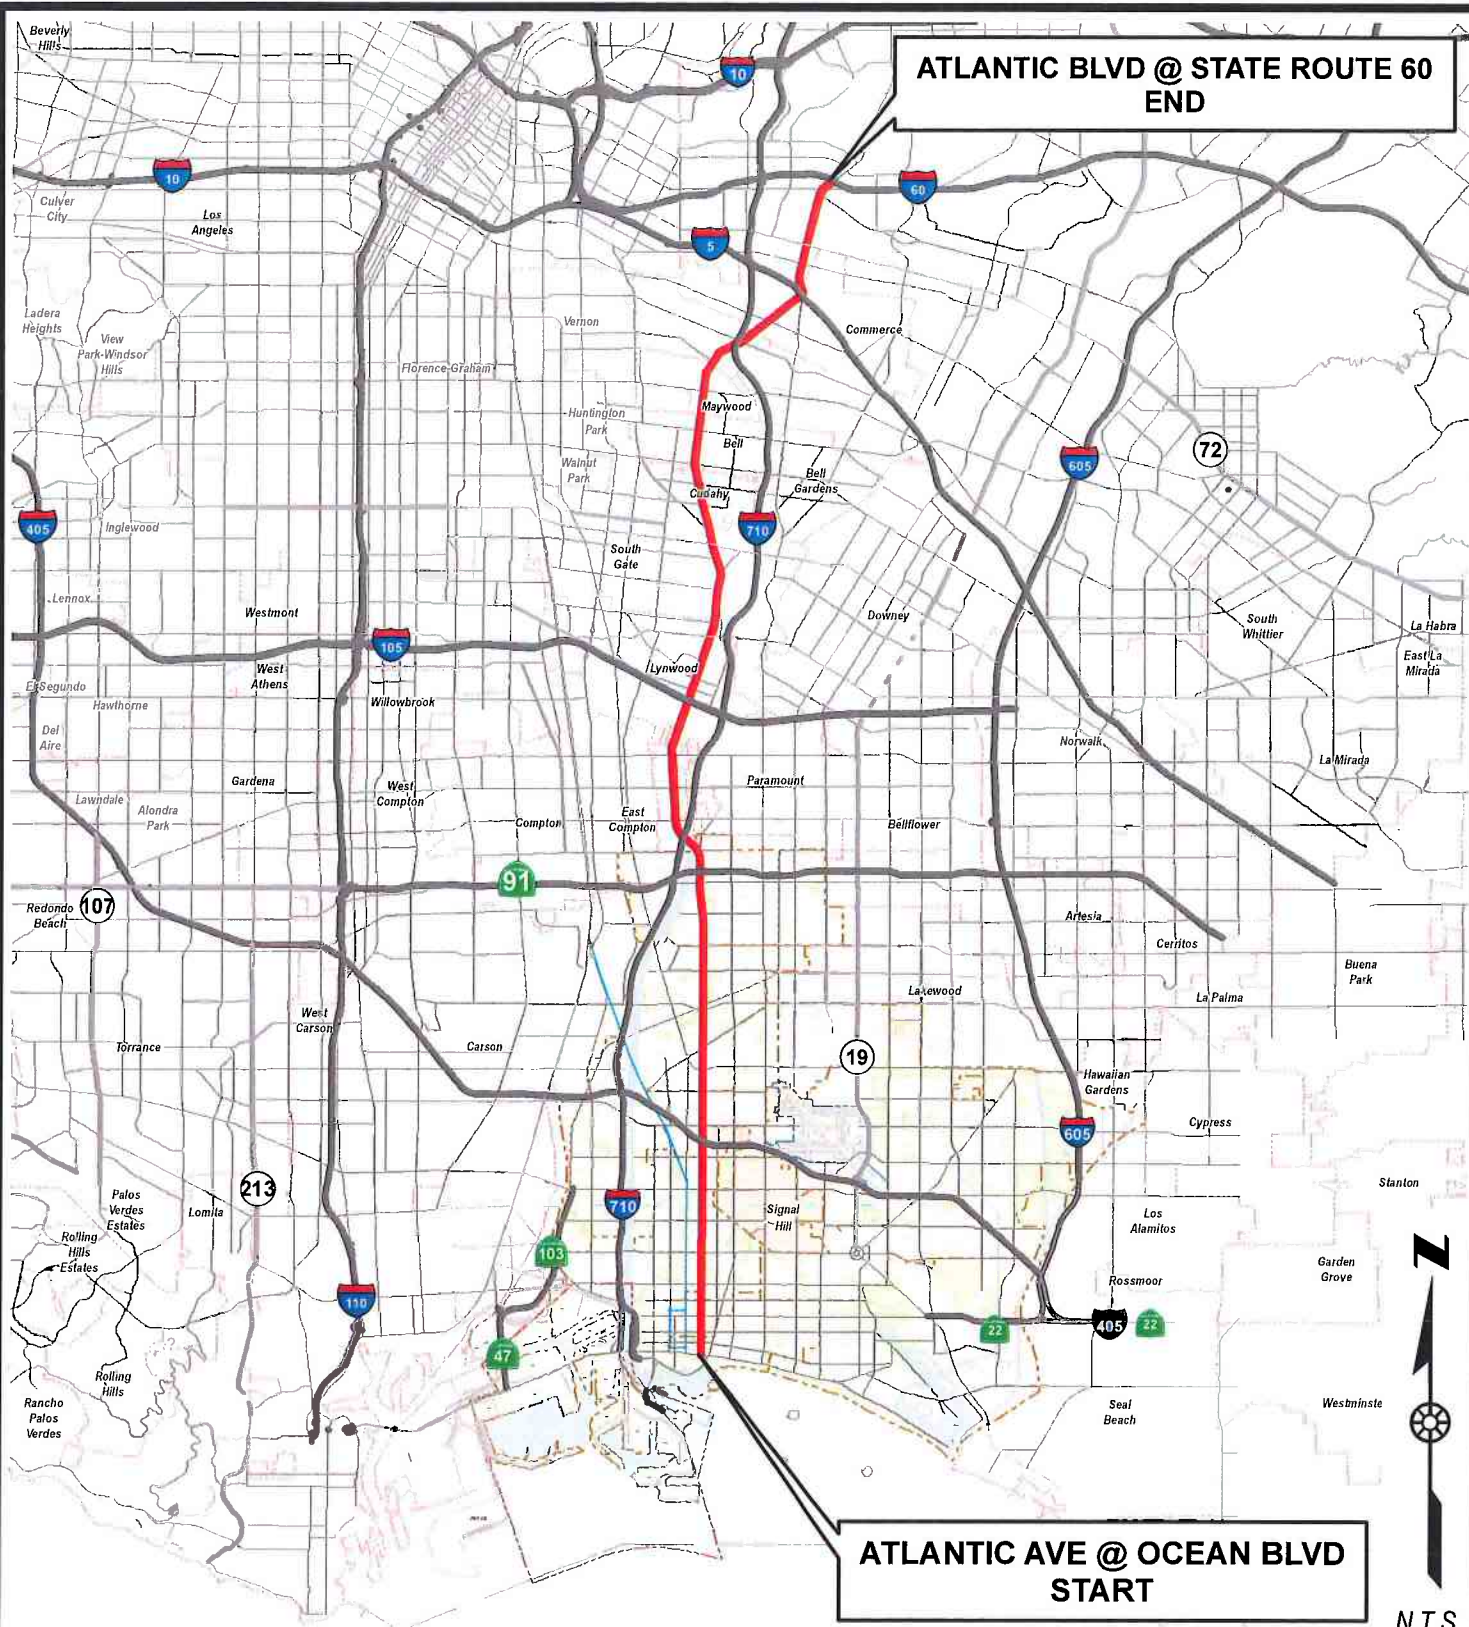 Beverly
Hills
10
ATLANTIC BLVD @ STATE ROUTE 60
END
10
60
Culver
City
Los
Angeles
5
Ladera
Heights
View
Park-Windsor
Hills
Vernon
Commerce
Florence-Graham
Maywood
Huntington
Park
Bell
72
605
Walnut
Park
Bell
Gardens
Cudahy
405
Inglewood
710
South
Gate
Lennox
Westmont
Downey
South
Whittier
La Habra
105
East La
Mirada
West
Athens
Lynwood
El Segundo
Hawthorne
Willowbrook
Del
Aire
Norwalk
La Mirada
Gardena
West
Compton
Paramount
Lawndale
Alondra
Park
Compton
East
Compton
Bellflower
91
107
Redondo
Beach
Artesia
Cerritos
Buena
Park
Lakewood
La Palma
West
Carson
Torrance
Carson
19
Hawaiian
Gardens
605
Cypress
213
710
Stanton
Palos
Verdes
Estates
Lomita
Signal
Hill
Los
Alamitos
Rolling
Hills
Estates
103
N
Garden
Grove
Rossmoor
110
405
22
22
47
Rolling
Hills
Rancho
Palos
Verdes
Seal
Beach
Westminste
ATLANTIC AVE @ OCEAN BLVD
START
N.T.S